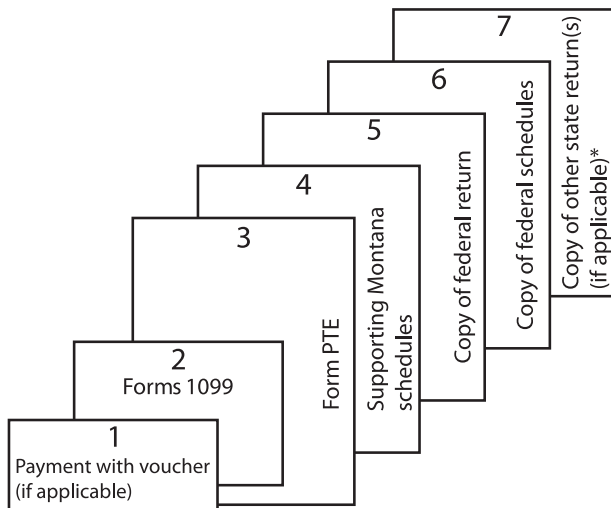 1
Payment with voucher
(if applicable)
2
Forms 1099
3
Form PTE
4
Supporting Montana
schedules
5
Copy of federal return
6
Copy of federal schedules
7
Copy of other state return(s)
(if applicable)*